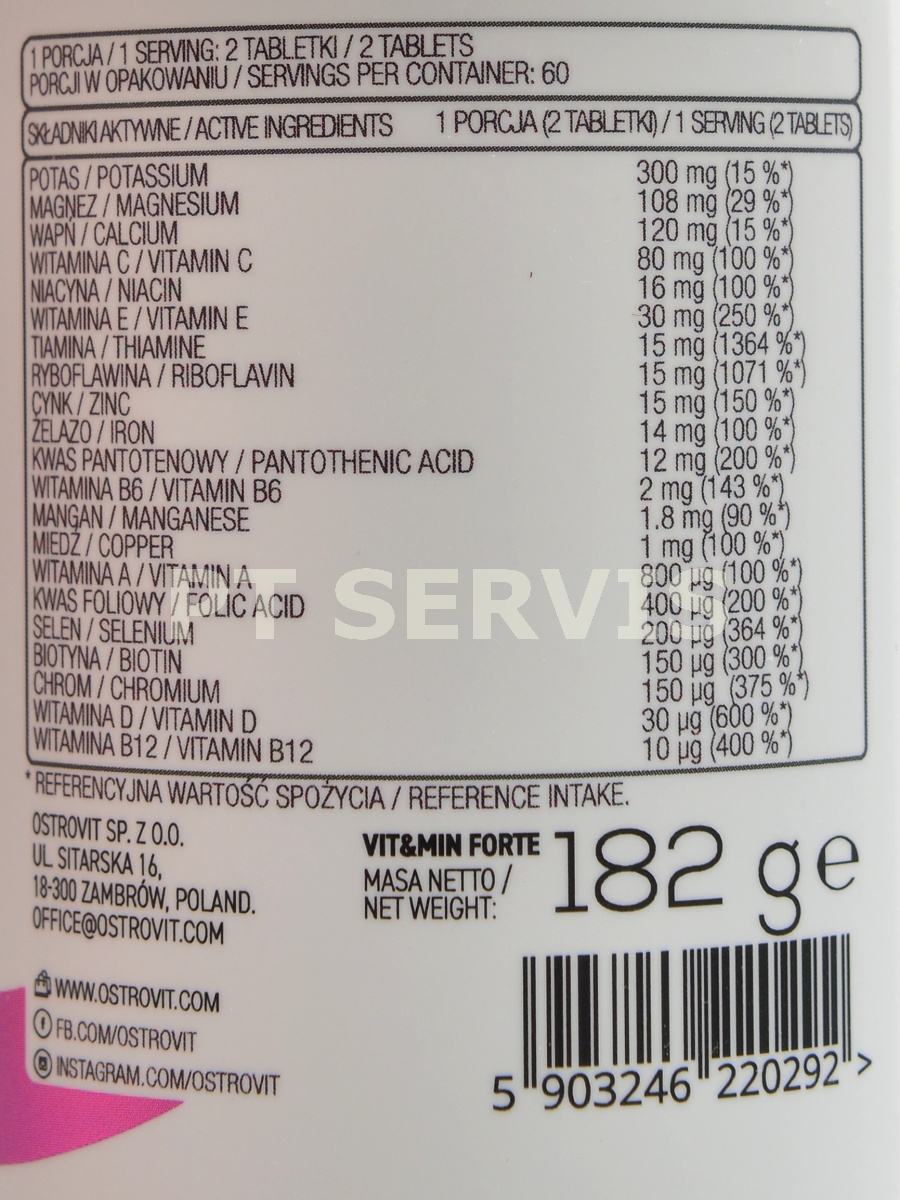 1 PORCJA / 1 SERVING: 2 TABLETKI / 2 TABLETS
PORCJI W OPAKOWANIU / SERVINGS PER CONTAINER: 60
SKŁADNIKI AKTYWNE / ACTIVE INGREDIENTS 1 PORCJA (2 TABLETKI) / 1 SERVING (2 TABLETS)
POTAS / POTASSIUM 300 mg (15 %*)
MAGNEZ / MAGNESIUM 108 mg (29 %*)
WAPŃ / CALCIUM 120 mg (15 %*)
WITAMINA C / VITAMIN C 80 mg (100 %*)
NIACYNA / NIACIN 16 mg (100 %*)
WITAMINA E / VITAMIN E 30 mg (250 %*)
TIAMINA / THIAMINE 15 mg (1364 %*)
RYBOFLAWINA / RIBOFLAVIN 15 mg (1071 %*)
CYNK / ZINC 15 mg (150 %*)
ŻELAZO / IRON 14 mg (100 %*)
KWAS PANTOTENOWY / PANTOTHENIC ACID 12 mg (200 %*)
WITAMINA B6 / VITAMIN B6 2 mg (143 %*)
MANGAN / MANGANESE 1.8 mg (90 %*)
MIEDŹ / COPPER 1 mg (100 %*)
WITAMINA A / VITAMIN A 800 µg (100 %*)
KWAS FOLIOWY / FOLIC ACID 400 µg (200 %*)
SELEN / SELENIUM 200 µg (364 %*)
BIOTYNA / BIOTIN 150 µg (300 %*)
CHROM / CHROMIUM 150 µg (375 %*)
WITAMINA D / VITAMIN D 30 µg (600 %*)
WITAMINA B12 / VITAMIN B12 10 µg (400 %*)
PT SERVIS
* REFERENCYJNA WARTOŚĆ SPOŻYCIA / REFERENCE INTAKE.
OSTROVIT SP. Z O.O.
UL. SITARSKA 16,
18-300 ZAMBRÓW, POLAND.
OFFICE@OSTROVIT.COM
WWW.OSTROVIT.COM
FB.COM/OSTROVIT
INSTAGRAM.COM/OSTROVIT
VIT&MIN FORTE
MASA NETTO /
NET WEIGHT:
182 g e
5 903246 220292 >